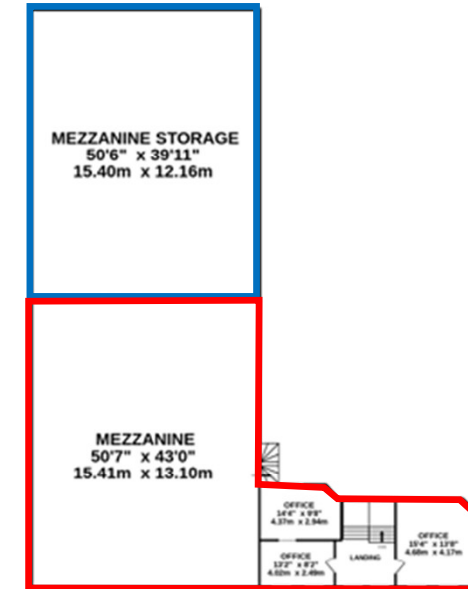 MEZZANINE STORAGE
50'6" x 39'11"
15.40m x 12.16m
MEZZANINE
50'7" x 43'0"
15.41m x 13.10m
OFFICE
14'4" x 9'8"
4.37m x 2.94m
OFFICE
13'2" x 8'2"
4.02m x 2.49m
LANDING
OFFICE
15'4" x 13'8"
4.68m x 4.17m